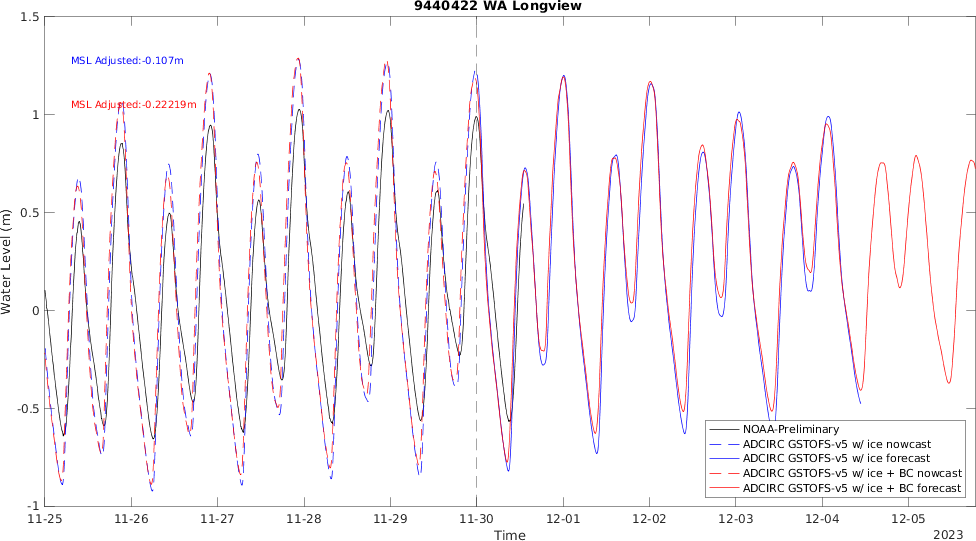 9440422 WA Longview
1.5
MSL Adjusted:-0.107m
MSL Adjusted:-0.22219m
1
0.5
0
-0.5
-1
Water Level (m)
NOAA-Preliminary
ADCIRC GSTOFS-v5 w/ ice nowcast
ADCIRC GSTOFS-v5 w/ ice forecast
ADCIRC GSTOFS-v5 w/ ice + BC nowcast
ADCIRC GSTOFS-v5 w/ ice + BC forecast
11-25 11-26 11-27 11-28 11-29 11-30 12-01 12-02 12-03 12-04 12-05
Time
2023